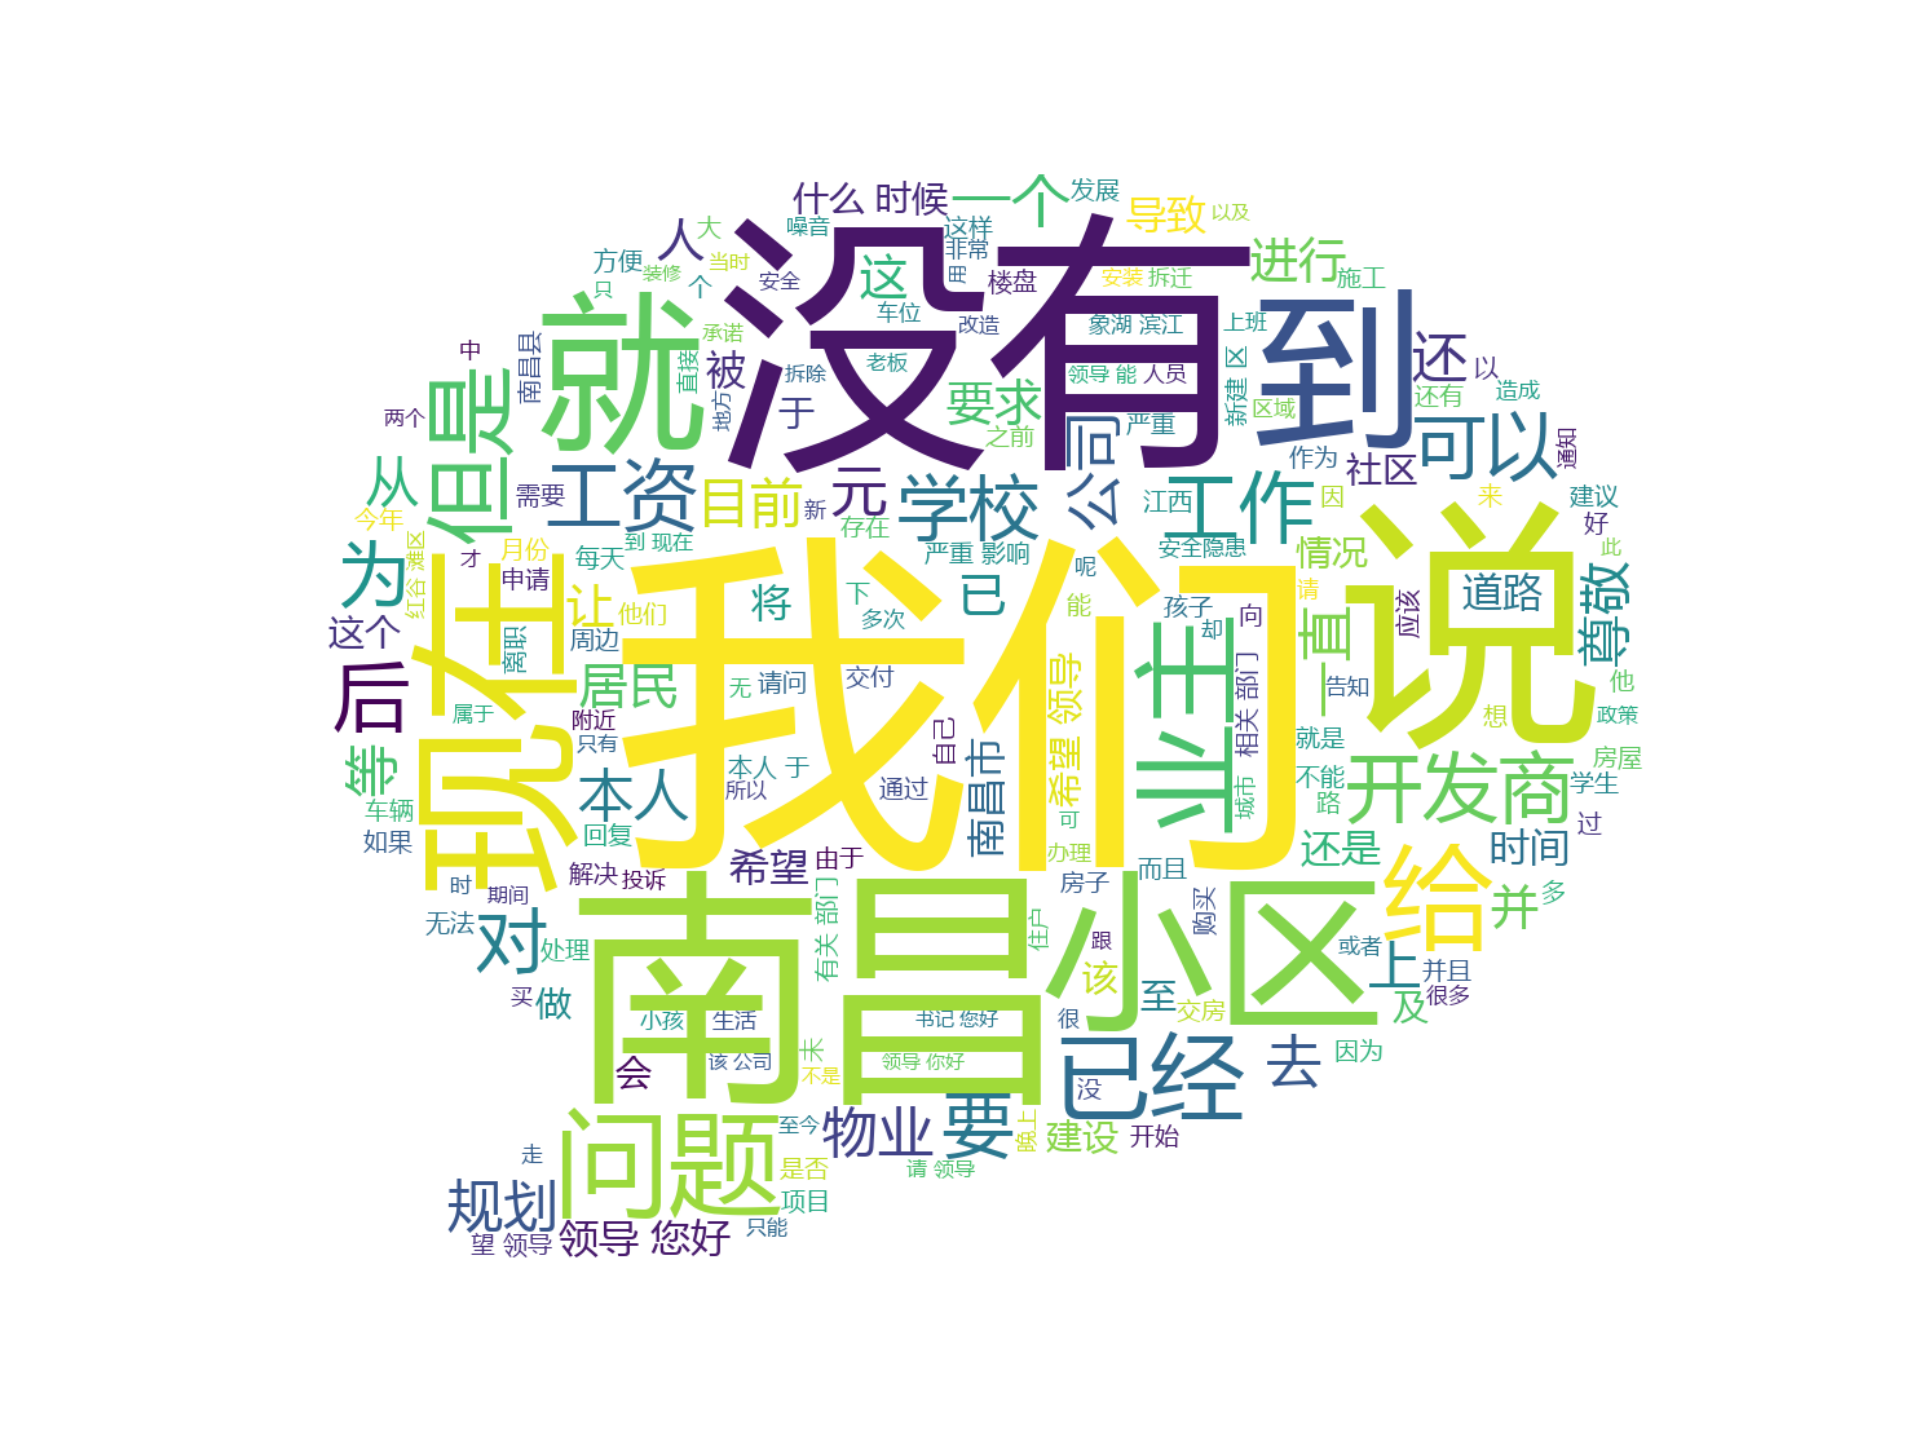 什么 时候
一个
发展
导致
以及
人
大
噪音
这样
非常
进行
方便
装修
当时
安全
这
用
楼盘
安装
拆迁
施工
只
个
没有
车位
改造
象湖 滨江
上班
到
还
以
中
南昌县
就
承诺
直接
被
老板
拆除
要求
领导 能
人员
新建 区
区域
还有
造成
两个
但是
地方
于
之前
公司
严重
可以
通知
从
需要
工资
目前
元
新
学校
存在
江西
工作
作为
社区
因
来
建议
好
今年
红谷 滩区
月份
才
每天
到 现在
严重 影响
安全隐患
情况
此
为
申请
让
他们
将
下
已
呢
能
孩子
却
向
请
一直
说
道路
应该
尊敬
这个
现在
离职
周边
多次
我们
业主
后
居民
无
请问
交付
希望 领导
相关 部门
告知
想
他
政策
属于
附近
只有
自己
就是
等
本人
本人 于
所以
通过
南昌市
不能
开发商
房屋
学生
城市
路
车辆
如果
回复
可
还是
时间
过
希望
由于
办理
而且
时
期间
解决
投诉
有关 部门
房子
购买
给
并
多
无法
对
处理
南昌
住户
小区
跟
或者
上
并且
很多
买
做
该
至
交房
及
小孩
生活
书记 您好
很
会
该 公司
未
不是
领导 你好
已经
没
去
因为
问题
至今
物业
要
晚上
建设
开始
走
是否
请 领导
规划
项目
望 领导
领导 您好
只能